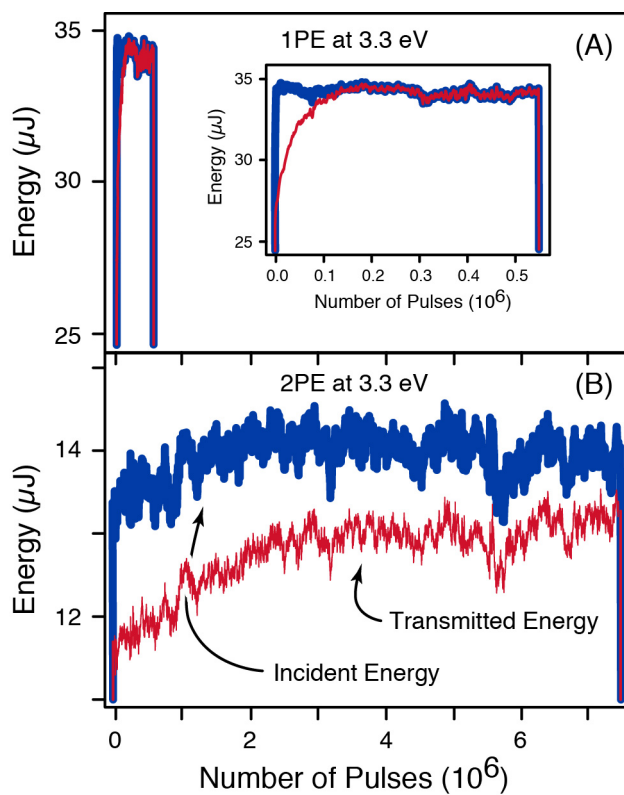 1PE at 3.3 eV
(A)
Energy (μJ)
35
30
25
Energy (μJ)
35
30
25
0.0 0.1 0.2 0.3 0.4 0.5
Number of Pulses (10⁶)
2PE at 3.3 eV
(B)
Energy (μJ)
14
12
Transmitted Energy
Incident Energy
0 2 4 6
Number of Pulses (10⁶)